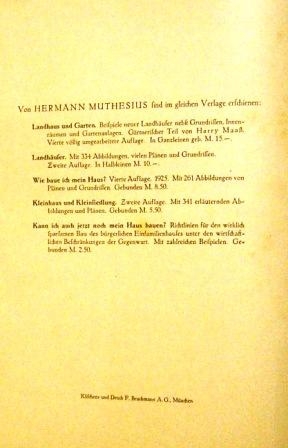 Von HERMANN MUTHESIUS sind im gleichen Verlage erschienen:
Landhaus und Garten. Beispiele neuer Landhäuser nebst Grundrissen, Innen-
räumen und Gartenanlagen. Gärtnerischer Teil von Harry Maaß.
Vierte völlig umgearbeitete Auflage. In Ganzleinen geb. M. 15.—
Landhäuser. Mit 334 Abbildungen, vielen Plänen und Grundrissen.
Zweite Auflage. In Halbleinen M. 10.—.
Wie baue ich mein Haus? Vierte Auflage. 1925. Mit 261 Abbildungen von
Plänen und Grundrissen. Gebunden M. 8.50.
Kleinhaus und Kleinsiedlung. Zweite Auflage. Mit 341 erläuternden Ab-
bildungen und Plänen. Gebunden M. 5.50.
Kann ich auch jetzt noch mein Haus bauen? Richtlinien für den wirklich
sparsamen Bau des bürgerlichen Einfamilienhauses unter den wirtschaft-
lichen Beschränkungen der Gegenwart. Mit zahlreichen Beispielen. Ge-
bunden M. 2.50.
Klischees und Druck F. Bruckmann A. G., München